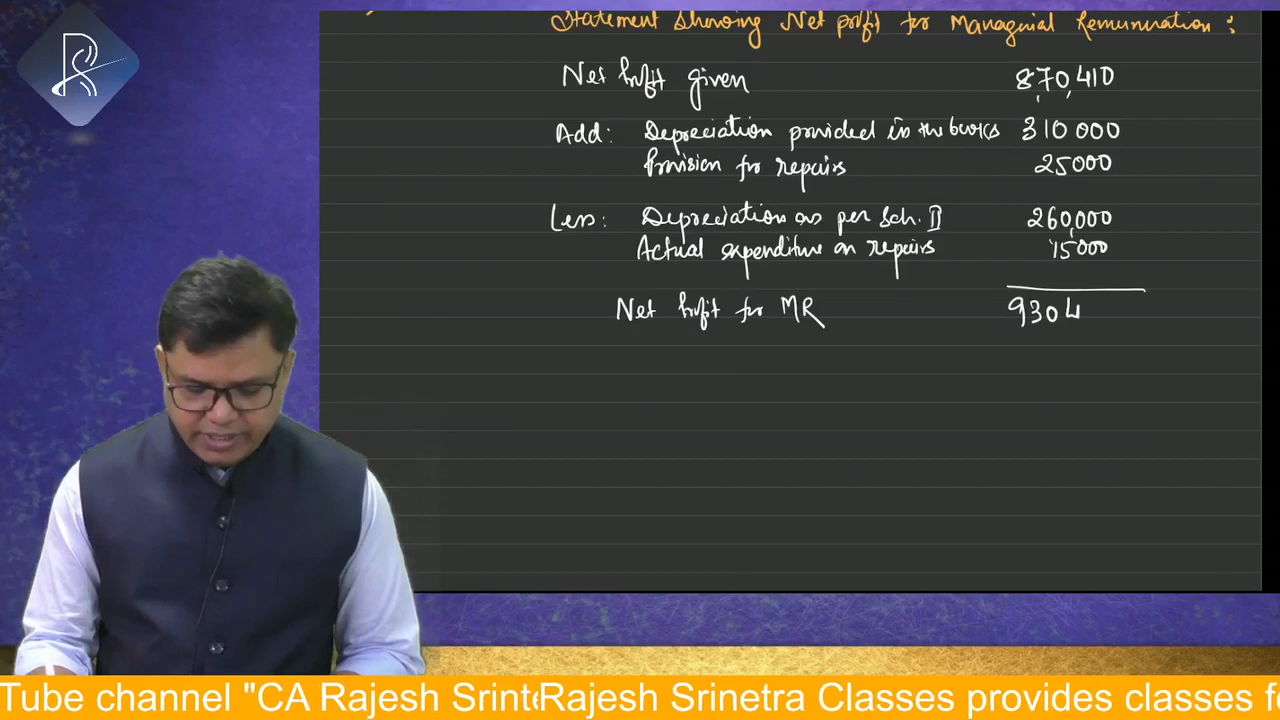 Statement showing Net profit for Managerial Remuneration :
Net profit given 8,70,410
Add: Depreciation provided in the books 310 000
Provision for repairs 25000
Less: Depreciation as per Sch. II 260,000
Actual expenditure on repairs 15000
Net profit for MR 9304
Tube channel "CA Rajesh Srint Rajesh Srinetra Classes provides classes f